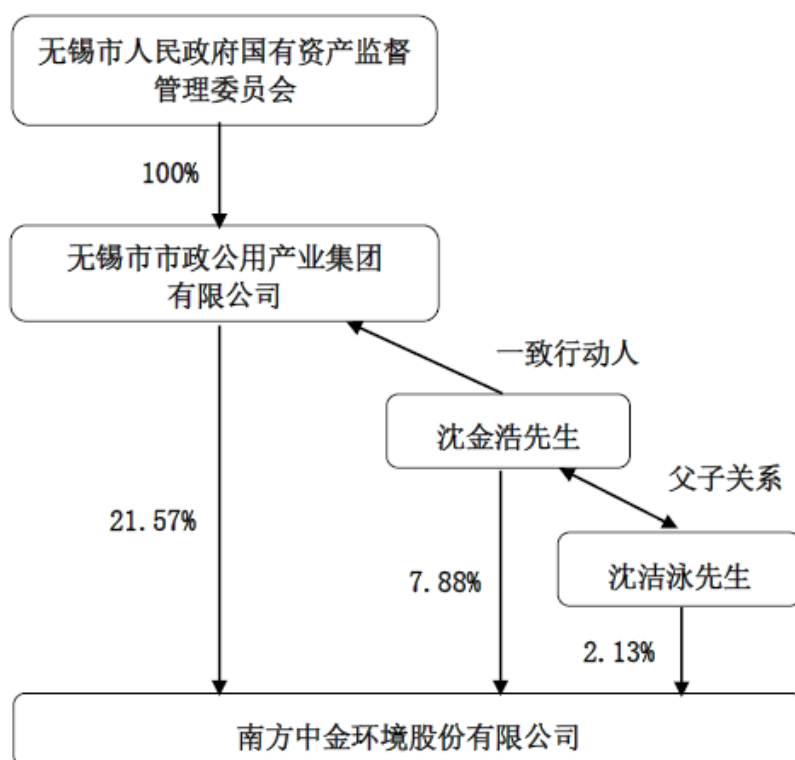 无锡市人民政府国有资产监督
管理委员会
100%
无锡市市政公用产业集团
有限公司
一致行动人
沈金浩先生
父子关系
21.57%
7.88%
沈洁泳先生
2.13%
南方中金环境股份有限公司